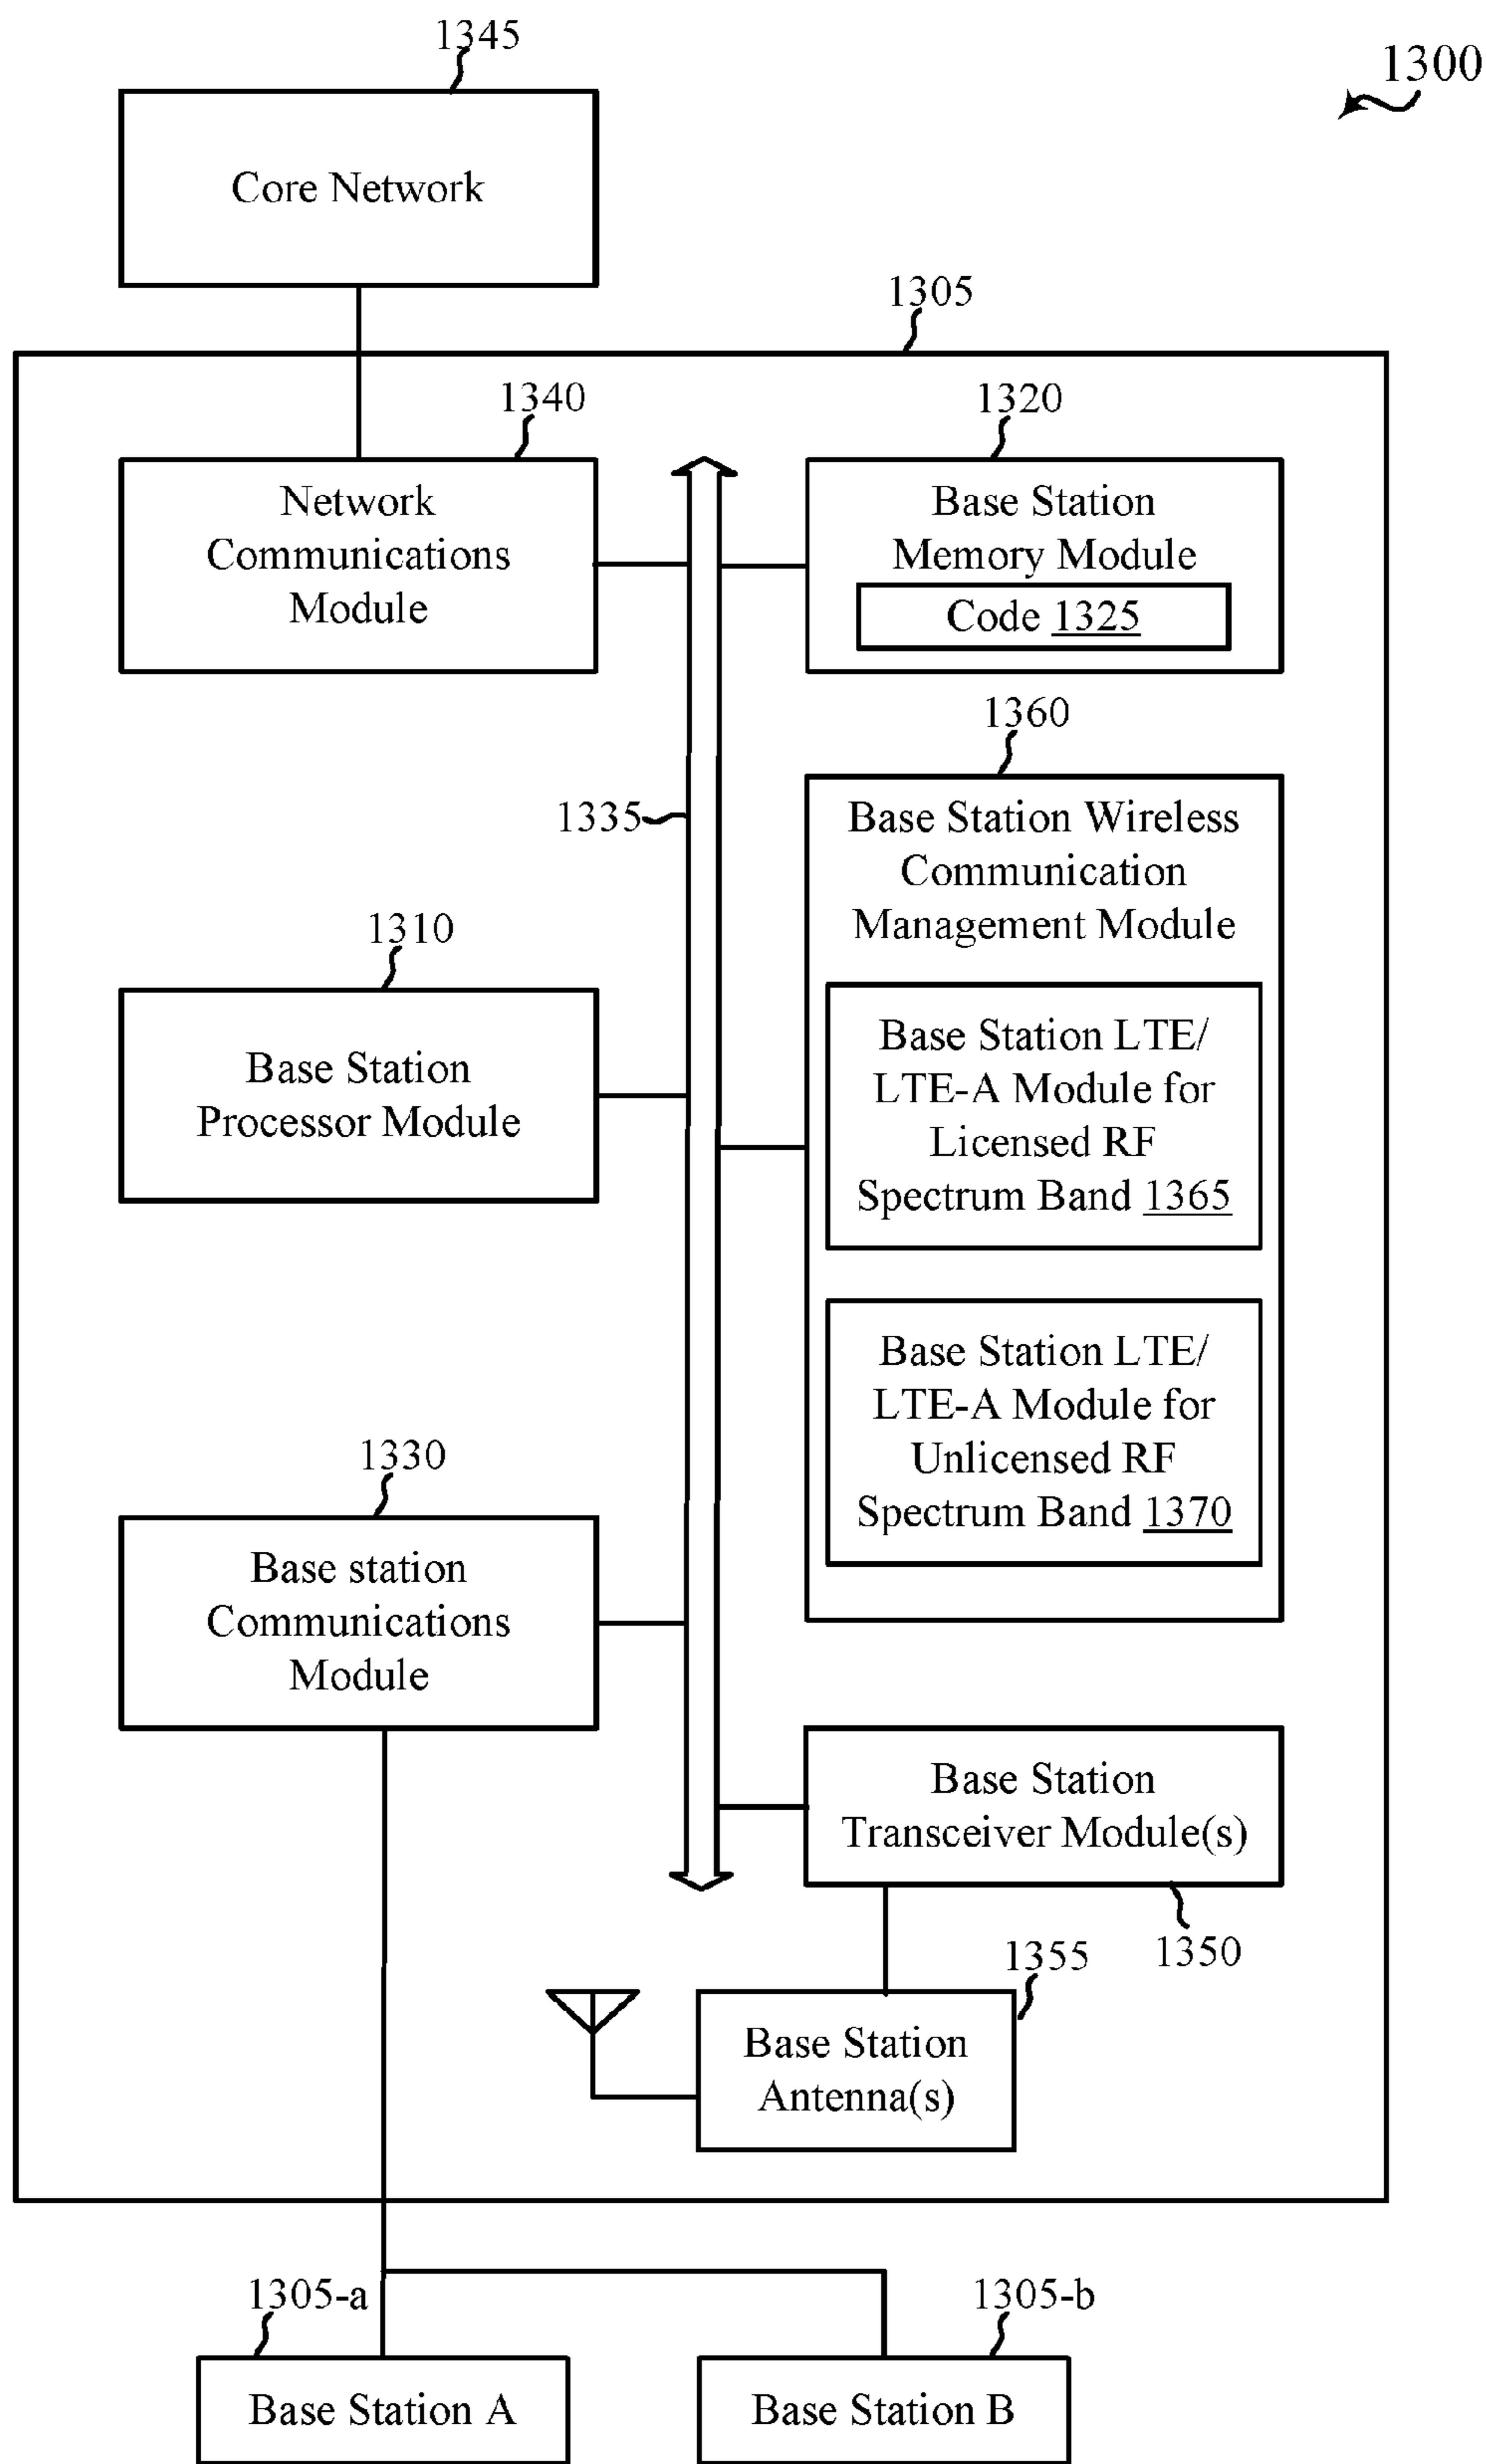 1345
1300
Core Network
1305
1340
1320
Network
Communications
Module
Base Station
Memory Module
Code 1325
1360
1335
Base Station Wireless
Communication
Management Module
1310
Base Station
Processor Module
Base Station LTE/
LTE-A Module for
Licensed RF
Spectrum Band 1365
Base Station LTE/
LTE-A Module for
Unlicensed RF
Spectrum Band 1370
1330
Base station
Communications
Module
Base Station
Transceiver Module(s)
1350
1355
Base Station
Antenna(s)
1305-a
1305-b
Base Station A
Base Station B